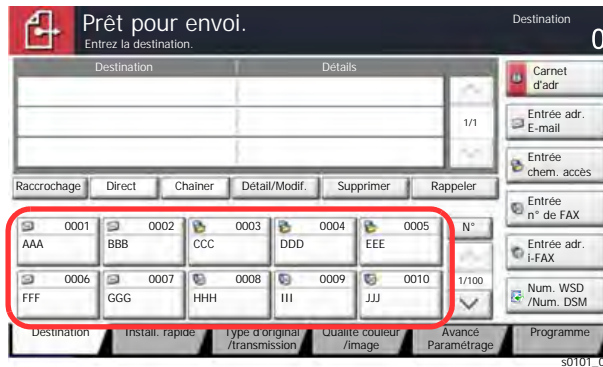 Prêt pour envoi.
Entrez la destination.
Destination
0
Destination Détails
1/1
Carnet
d'adr
Entrée adr.
E-mail
Entrée
chem. accès
Entrée
n° de FAX
Entrée adr.
i-FAX
Num. WSD
/Num. DSM
Raccrochage Direct Chaîner Détail/Modif. Supprimer Rappeler
0001 0002 0003 0004 0005 N°
AAA BBB CCC DDD EEE
0006 0007 0008 0009 0010 1/100
FFF GGG HHH III JJJ
Destination Install. rapide Type d'original
/transmission Qualité couleur
/image Avancé
Paramétrage Programme
s0101_0